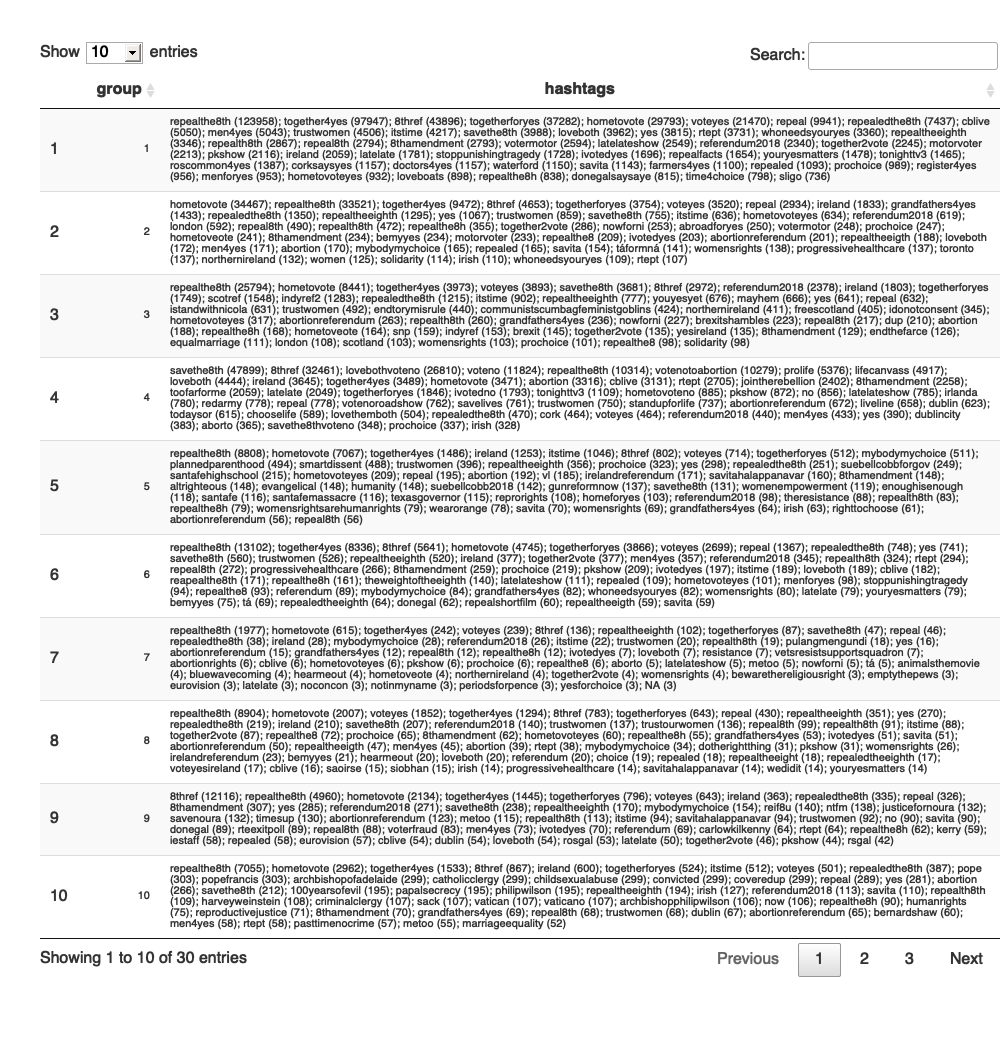 Show 10 entries
Search:
group hashtags
repealthe8th (123958); together4yes (97947); 8thref (43896); togetherforyes (37282); hometovote (29793); voteyes (21470); repeal (9941); repealedthe8th (7437); cblive
(5050); men4yes (5043); trustwomen (4506); itstime (4217); savethe8th (3988); loveboth (3962); yes (3815); rtept (3731); whoneedsyouryes (3360); repealtheeighth
1 1 (3346); repealth8th (2867); repeal8th (2794); 8thamendment (2793); votermotor (2594); latelateshow (2549); referendum2018 (2340); together2vote (2245); motorvoter
(2213); pkshow (2116); ireland (2059); latelate (1781); stoppunishingtragedy (1728); ivotedyes (1696); repealfacts (1654); youryesmatters (1478); tonighttv3 (1465);
roscommon4yes (1387); corksaysyes (1157); doctors4yes (1157); waterford (1150); savita (1143); farmers4yes (1100); repealed (1093); prochoice (989); register4yes
(956); menforyes (953); hometovoteyes (932); loveboats (898); repealthe8h (838); donegalsaysaye (815); time4choice (798); sligo (736)
hometovote (34467); repealthe8th (33521); together4yes (9472); 8thref (4653); togetherforyes (3754); voteyes (3520); repeal (2934); ireland (1833); grandfathers4yes
(1433); repealedthe8th (1350); repealtheeighth (1295); yes (1067); trustwomen (859); savethe8th (755); itstime (636); hometovoteyes (634); referendum2018 (619);
2 2 london (592); repeal8th (490); repealth8th (472); repealthe8h (355); together2vote (286); nowforni (253); abroadforyes (250); votermotor (248); prochoice (247);
hometoveote (241); 8thamendment (234); bemyyes (234); motorvoter (233); repealthe8 (209); ivotedyes (203); abortionreferendum (201); repealtheeigth (188); loveboth
(172); men4yes (171); abortion (170); mybodymychoice (165); repealed (165); savita (154); táformná (141); womensrights (138); progressivehealthcare (137); toronto
(137); northernireland (132); women (125); solidarity (114); irish (110); whoneedsyouryes (109); rtept (107)
repealthe8th (25794); hometovote (8441); together4yes (3973); voteyes (3893); savethe8th (3681); 8thref (2972); referendum2018 (2378); ireland (1803); togetherforyes
(1749); scotref (1548); indyref2 (1283); repealedthe8th (1215); itstime (902); repealtheeighth (777); youyesyet (676); mayhem (666); yes (641); repeal (632);
3 3 istandwithnicola (631); trustwomen (492); endtorymisrule (440); communistscumbagfeministgoblins (424); northernireland (411); freescotland (405); idonotconsent (345);
hometovoteyes (317); abortionreferendum (263); repealth8th (260); grandfathers4yes (236); nowforni (227); brexitshambles (223); repeal8th (217); dup (210); abortion
(188); repealthe8h (168); hometoveote (164); snp (159); indyref (153); brexit (145); together2vote (135); yesireland (135); 8thamendment (129); endthefarce (126);
equalmarriage (111); london (108); scotland (103); womensrights (103); prochoice (101); repealthe8 (98); solidarity (98)
savethe8th (47899); 8thref (32461); lovebothvoteno (26810); voteno (11824); repealthe8th (10314); votenotoabortion (10279); prolife (5376); lifecanvass (4917);
loveboth (4444); ireland (3645); together4yes (3489); hometovote (3471); abortion (3316); cblive (3131); rtept (2705); jointherebellion (2402); 8thamendment (2258);
4 4 toofarforme (2059); latelate (2049); togetherforyes (1846); ivotedno (1793); tonighttv3 (1109); hometovoteno (885); pkshow (872); no (856); latelateshow (785); irlanda
(780); redarmy (778); repeal (778); votenoroadshow (762); savelives (761); trustwomen (750); standupforlife (737); abortionreferendum (672); liveline (658); dublin (623);
todaysor (615); chooselife (589); lovethemboth (504); repealedthe8th (470); cork (464); voteyes (464); referendum2018 (440); men4yes (433); yes (390); dublincity
(383); aborto (365); savethe8thvoteno (348); prochoice (337); irish (328)
repealthe8th (8808); hometovote (7067); together4yes (1486); ireland (1253); itstime (1046); 8thref (802); voteyes (714); togetherforyes (512); mybodymychoice (511);
plannedparenthood (494); smartdissent (488); trustwomen (396); repealtheeighth (356); prochoice (323); yes (298); repealedthe8th (251); suebellcobbforgov (249);
santafehighschool (215); hometovoteyes (209); repeal (195); abortion (192); vl (185); irelandreferendum (171); savitahalappanavar (160); 8thamendment (148);
5 5 altrighteous (148); evangelical (148); humanity (148); suebellcobb2018 (142); gunreformnow (137); savethe8th (131); womenempowerment (119); enoughisenough
(118); santafe (116); santafemassacre (116); texasgovernor (115); reprorights (108); homeforyes (103); referendum2018 (98); theresistance (88); repealth8th (83);
repealthe8h (79); womensrightsarehumanrights (79); wearorange (78); savita (70); womensrights (69); grandfathers4yes (64); irish (63); righttochoose (61);
abortionreferendum (56); repeal8th (56)
repealthe8th (13102); together4yes (8336); 8thref (5641); hometovote (4745); togetherforyes (3866); voteyes (2699); repeal (1367); repealedthe8th (748); yes (741);
savethe8th (560); trustwomen (526); repealtheeighth (520); ireland (377); together2vote (377); men4yes (357); referendum2018 (345); repealth8th (324); rtept (294);
6 6 repeal8th (272); progressivehealthcare (266); 8thamendment (259); prochoice (219); pkshow (209); ivotedyes (197); itstime (189); loveboth (189); cblive (182);
reapealthe8th (171); repealthe8h (161); theweightoftheeighth (140); latelateshow (111); repealed (109); hometovoteyes (101); menforyes (98); stoppunishingtragedy
(94); repealthe8 (93); referendum (89); mybodymychoice (84); grandfathers4yes (82); whoneedsyouryes (82); womensrights (80); latelate (79); youryesmatters (79);
bemyyes (75); tá (69); repealedtheeighth (64); donegal (62); repealshortfilm (60); repealtheeigth (59); savita (59)
repealthe8th (1977); hometovote (615); together4yes (242); voteyes (239); 8thref (136); repealtheeighth (102); togetherforyes (87); savethe8th (47); repeal (46);
repealedthe8th (38); ireland (28); mybodymychoice (28); referendum2018 (26); itstime (22); trustwomen (20); repealth8th (19); pulangmengundi (18); yes (16);
7 7 abortionreferendum (15); grandfathers4yes (12); repeal8th (12); repealthe8h (12); ivotedyes (7); loveboth (7); resistance (7); vetsresistsupportsquadron (7);
abortionrights (6); cblive (6); hometovoteyes (6); pkshow (6); prochoice (6); repealthe8 (6); aborto (5); latelateshow (5); metoo (5); nowforni (5); tá (5); animalsthemovie
(4); bluewavecoming (4); hearmeout (4); hometoveote (4); northernireland (4); together2vote (4); womensrights (4); bewarethereligiousright (3); emptythepews (3);
eurovision (3); latelate (3); noconcon (3); notinmyname (3); periodsforpence (3); yesforchoice (3); NA (3)
repealthe8th (8904); hometovote (2007); voteyes (1852); together4yes (1294); 8thref (783); togetherforyes (643); repeal (430); repealtheeighth (351); yes (270);
repealedthe8th (219); ireland (210); savethe8th (207); referendum2018 (140); trustwomen (137); trustourwomen (136); repeal8th (99); repealth8th (91); itstime (88);
8 8 together2vote (87); repealthe8 (72); prochoice (65); 8thamendment (62); hometovoteyes (60); repealthe8h (55); grandfathers4yes (53); ivotedyes (51); savita (51);
abortionreferendum (50); repealtheeigth (47); men4yes (45); abortion (39); rtept (38); mybodymychoice (34); dotherightthing (31); pkshow (31); womensrights (26);
irelandreferendum (23); bemyyes (21); hearmeout (20); loveboth (20); referendum (20); choice (19); repealed (18); repealtheeight (18); repealedtheeighth (17);
voteyesireland (17); cblive (16); saoirse (15); siobhan (15); irish (14); progressivehealthcare (14); savitahalappanavar (14); wedidit (14); youryesmatters (14)
8thref (12116); repealthe8th (4960); hometovote (2134); together4yes (1445); togetherforyes (796); voteyes (643); ireland (363); repealedthe8th (335); repeal (326);
8thamendment (307); yes (285); referendum2018 (271); savethe8th (238); repealtheeighth (170); mybodymychoice (154); reif8u (140); ntfm (138); justicefornoura (132);
9 9 savenoura (132); timesup (130); abortionreferendum (123); metoo (115); repealth8th (113); itstime (94); savitahalappanavar (94); trustwomen (92); no (90); savita (90);
donegal (89); rteexitpoll (89); repeal8th (88); voterfraud (83); men4yes (73); ivotedyes (70); referendum (69); carlowkilkenny (64); rtept (64); repealthe8h (62); kerry (59);
iestaff (58); repealed (58); eurovision (57); cblive (54); dublin (54); loveboth (54); rosgal (53); latelate (50); together2vote (46); pkshow (44); rsgal (42)
repealthe8th (7055); hometovote (2962); together4yes (1533); 8thref (867); ireland (600); togetherforyes (524); itstime (512); voteyes (501); repealedthe8th (387); pope
(303); popefrancis (303); archbishopofadelaide (299); catholicclergy (299); childsexualabuse (299); convicted (299); coveredup (299); repeal (289); yes (281); abortion
10 10 (266); savethe8th (212); 100yearsofevil (195); papalsecrecy (195); philipwilson (195); repealtheeighth (194); irish (127); referendum2018 (113); savita (110); repealth8th
(109); harveyweinstein (108); criminalclergy (107); sack (107); vatican (107); vaticano (107); archbishopphilipwilson (106); now (106); repealthe8h (90); humanrights
(75); reproductivejustice (71); 8thamendment (70); grandfathers4yes (69); repeal8th (68); trustwomen (68); dublin (67); abortionreferendum (65); bernardshaw (60);
men4yes (58); rtept (58); pasttimenocrime (57); metoo (55); marriageequality (52)
Showing 1 to 10 of 30 entries
Previous 1 2 3 Next